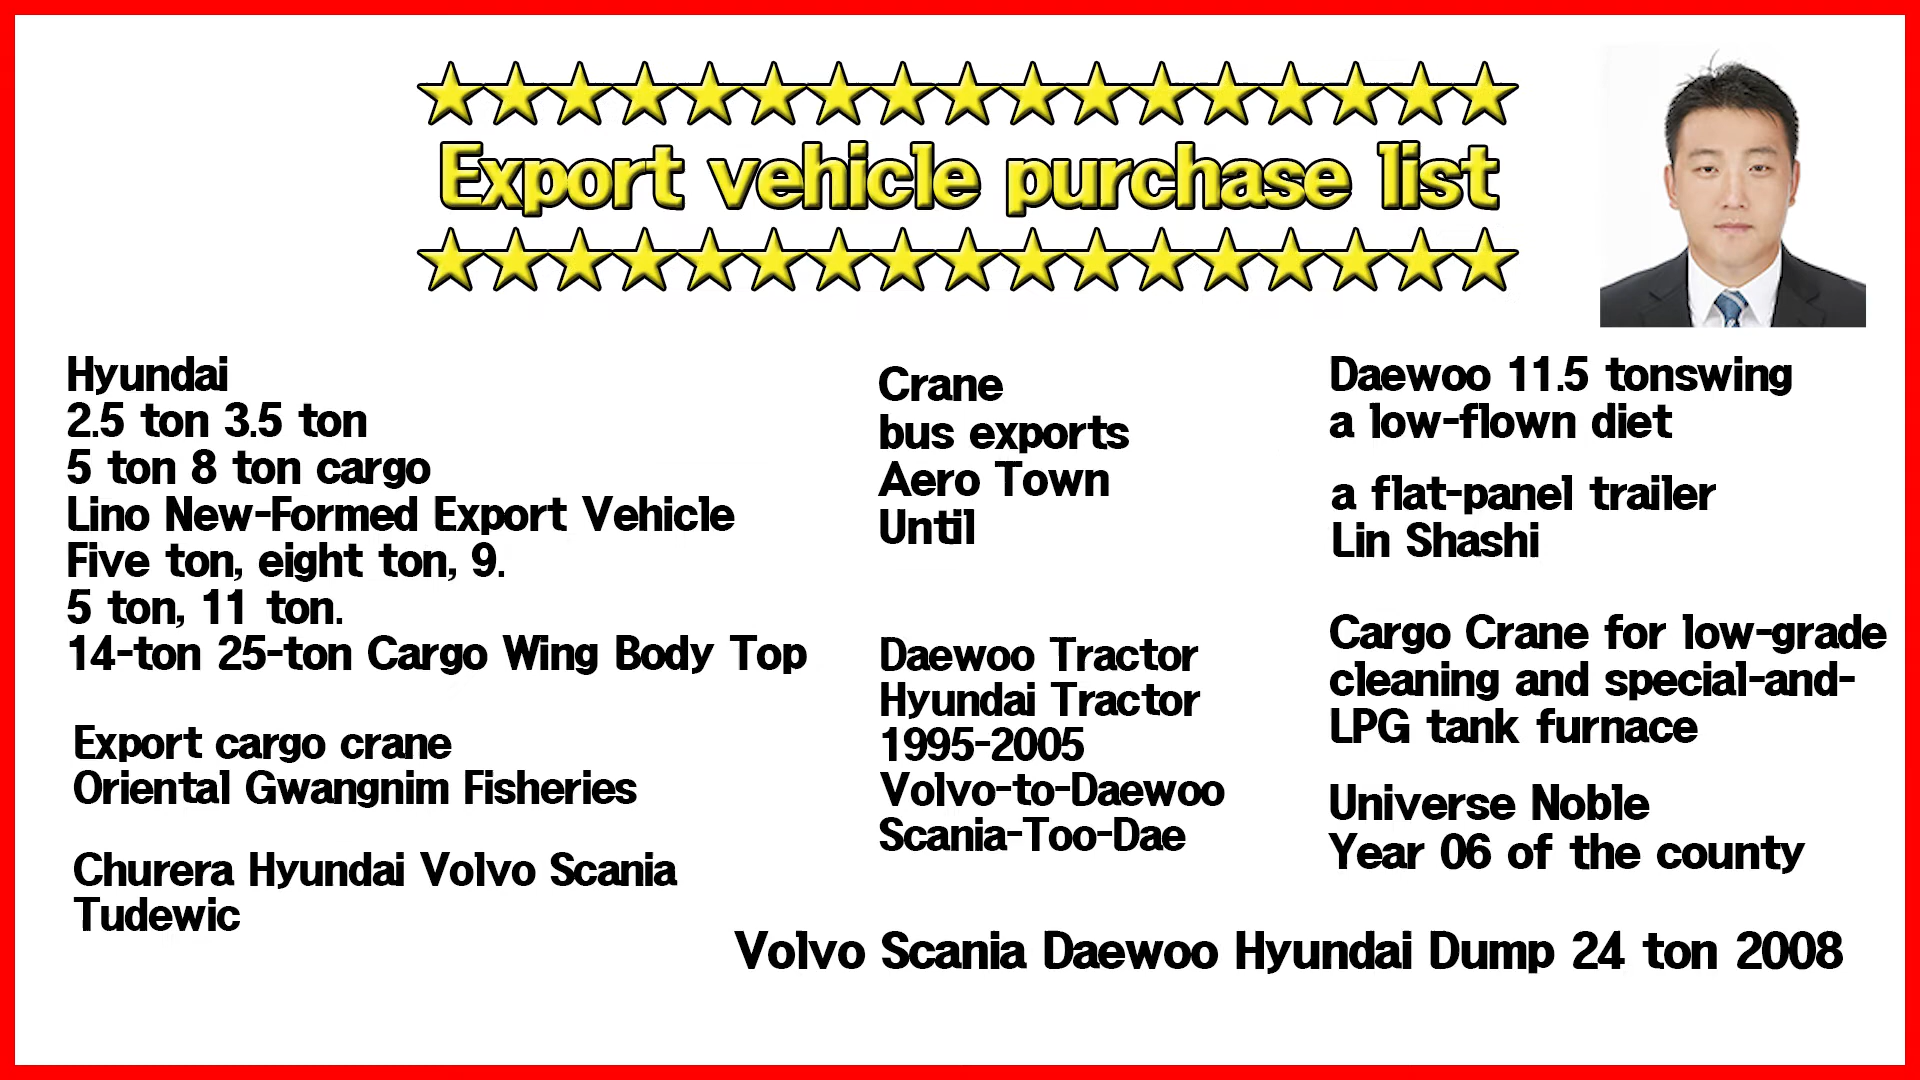 Export vehicle purchase list
Hyundai
2.5 ton 3.5 ton
5 ton 8 ton cargo
Lino New-Formed Export Vehicle
Five ton, eight ton, 9.
5 ton, 11 ton.
14-ton 25-ton Cargo Wing Body Top
Export cargo crane
Oriental Gwangnim Fisheries
Churera Hyundai Volvo Scania
Tudewic
Crane
bus exports
Aero Town
Until
Daewoo Tractor
Hyundai Tractor
1995-2005
Volvo-to-Daewoo
Scania-Too-Dae
Daewoo 11.5 tonswing
a low-flown diet
a flat-panel trailer
Lin Shashi
Cargo Crane for low-grade
cleaning and special-and-
LPG tank furnace
Universe Noble
Year 06 of the county
Volvo Scania Daewoo Hyundai Dump 24 ton 2008